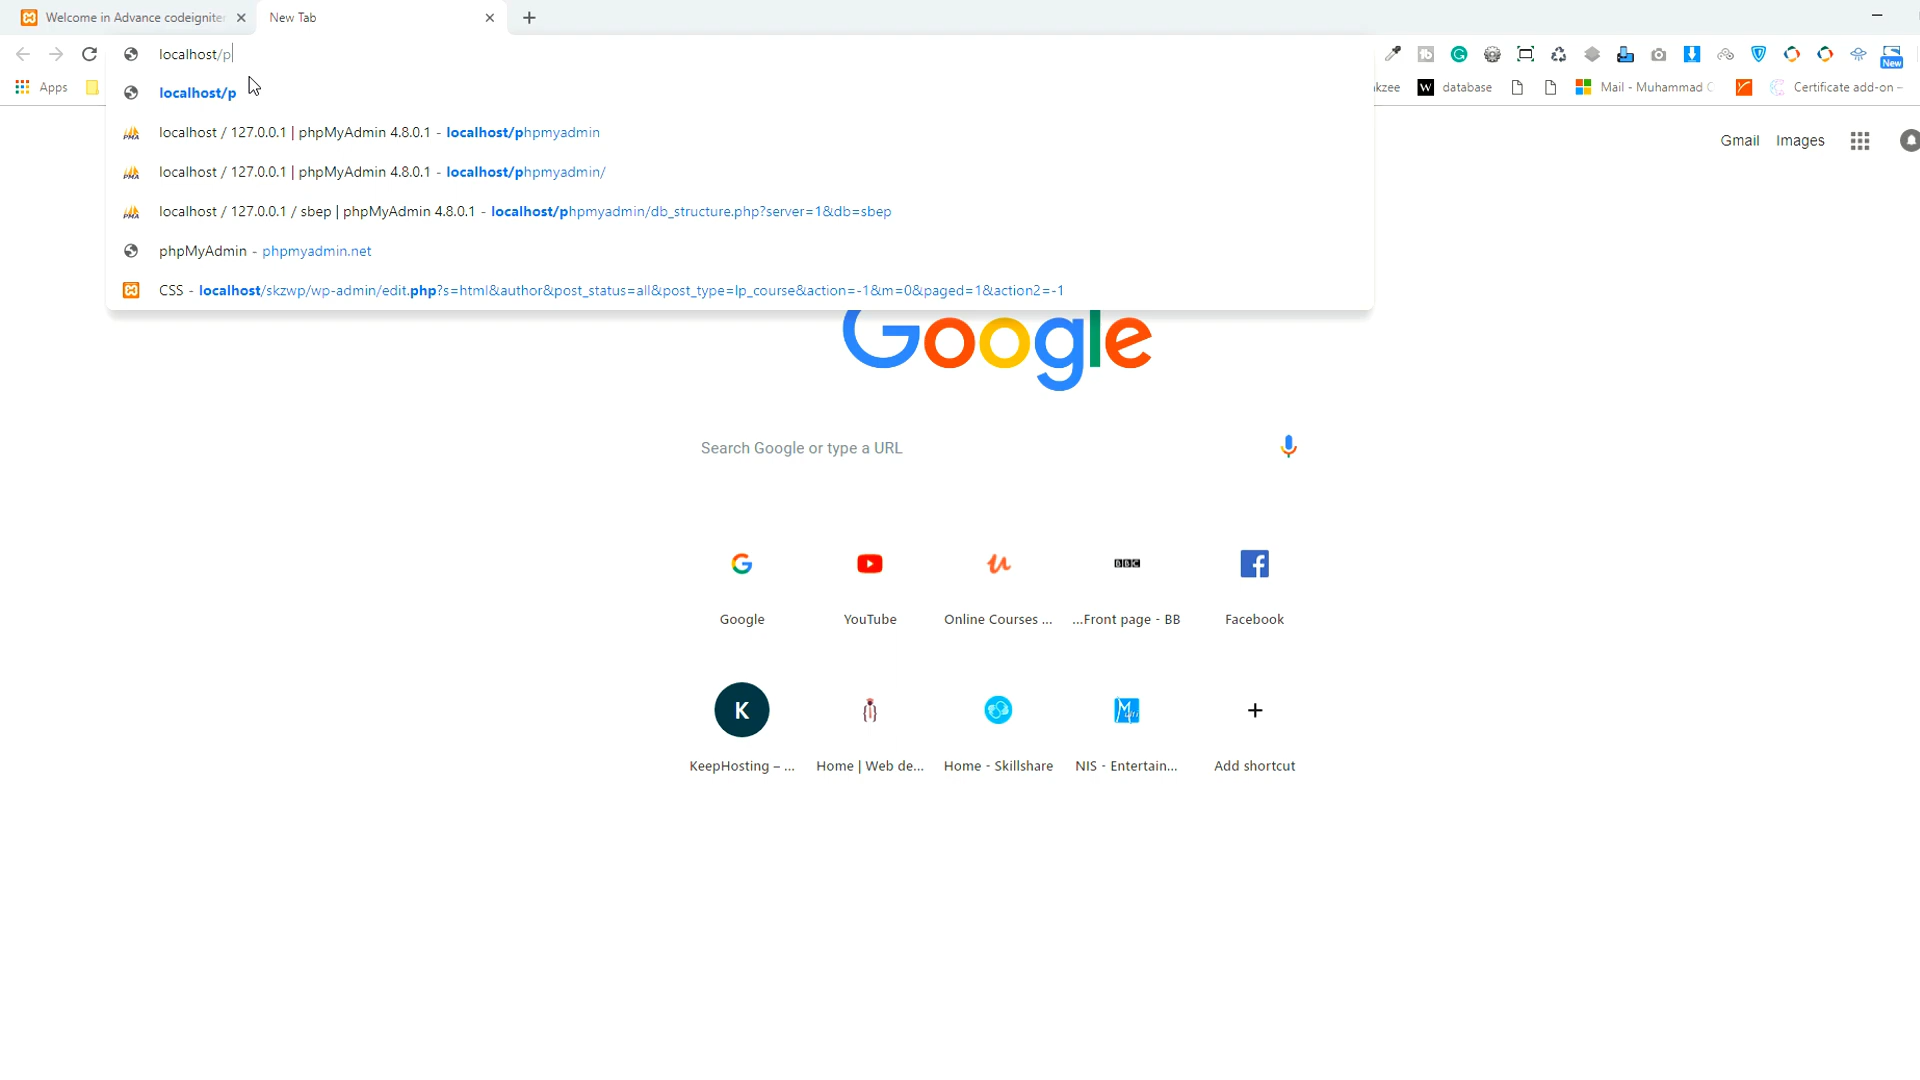 Welcome in Advance codeigniter
New Tab
localhost/p
New
Apps
kzee
database
Mail - Muhammad
Certificate add-on –
localhost/p
localhost / 127.0.0.1 | phpMyAdmin 4.8.0.1 - localhost/phpmyadmin
localhost / 127.0.0.1 | phpMyAdmin 4.8.0.1 - localhost/phpmyadmin/
localhost / 127.0.0.1 / sbep | phpMyAdmin 4.8.0.1 - localhost/phpmyadmin/db_structure.php?server=1&db=sbep
phpMyAdmin - phpmyadmin.net
CSS - localhost/skzwp/wp-admin/edit.php?s=html&author&post_status=all&post_type=lp_course&action=-1&m=0&paged=1&action2=-1
Gmail Images
Google
Search Google or type a URL
BBC
Google YouTube Online Courses ... ...Front page - BB Facebook
K
KeepHosting – ... Home | Web de... Home - Skillshare NIS - Entertain... Add shortcut